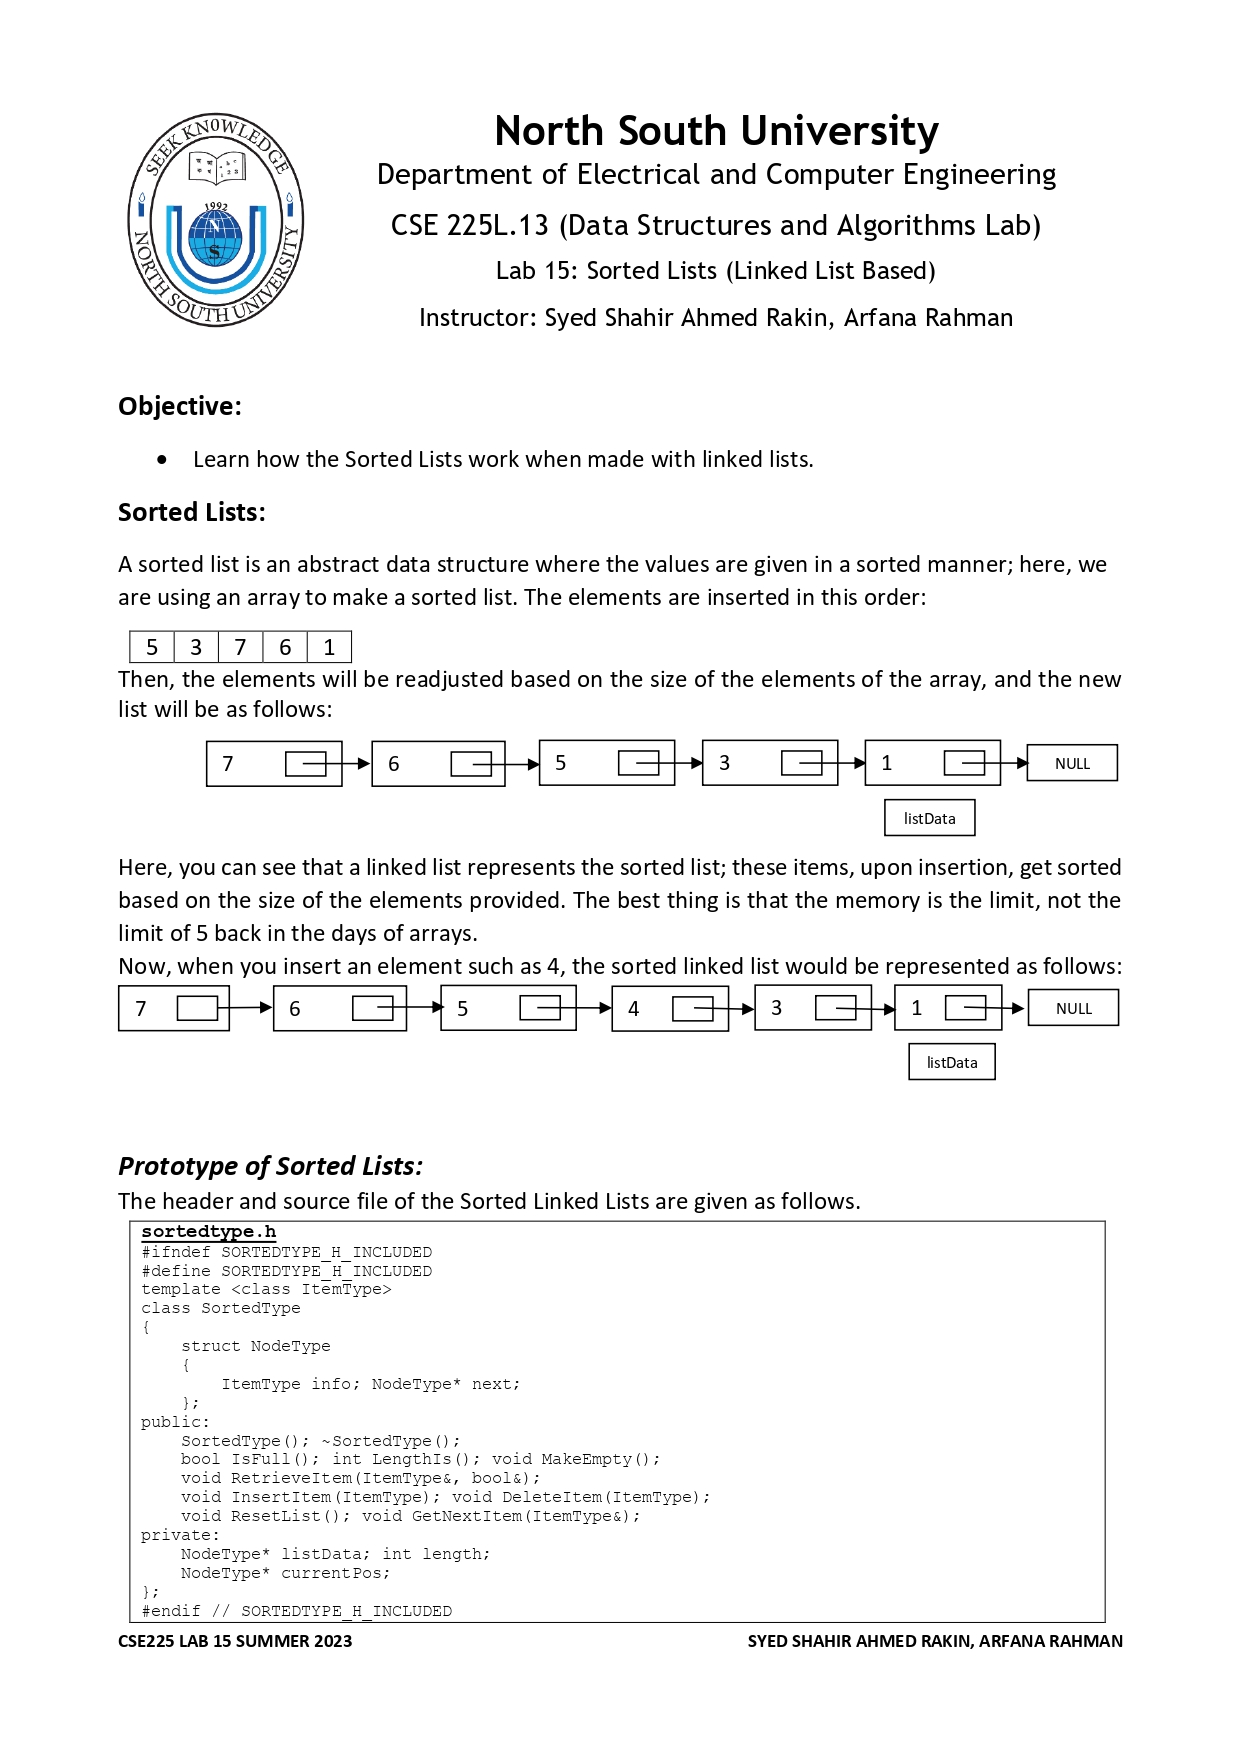 SEEK KNOWLEDGE
1992
N
S
NORTH SOUTH UNIVERSITY
North South University
Department of Electrical and Computer Engineering
CSE 225L.13 (Data Structures and Algorithms Lab)
Lab 15: Sorted Lists (Linked List Based)
Instructor: Syed Shahir Ahmed Rakin, Arfana Rahman
Objective:
• Learn how the Sorted Lists work when made with linked lists.
Sorted Lists:
A sorted list is an abstract data structure where the values are given in a sorted manner; here, we
are using an array to make a sorted list. The elements are inserted in this order:
5 3 7 6 1
Then, the elements will be readjusted based on the size of the elements of the array, and the new
list will be as follows:
7 6 5 3 1 NULL
listData
Here, you can see that a linked list represents the sorted list; these items, upon insertion, get sorted
based on the size of the elements provided. The best thing is that the memory is the limit, not the
limit of 5 back in the days of arrays.
Now, when you insert an element such as 4, the sorted linked list would be represented as follows:
7 6 5 4 3 1 NULL
listData
Prototype of Sorted Lists:
The header and source file of the Sorted Linked Lists are given as follows.
sortedtype.h
#ifndef SORTEDTYPE_H_INCLUDED
#define SORTEDTYPE_H_INCLUDED
template <class ItemType>
class SortedType
{
    struct NodeType
    {
        ItemType info; NodeType* next;
    };
public:
    SortedType(); ~SortedType();
    bool IsFull(); int LengthIs(); void MakeEmpty();
    void RetrieveItem(ItemType&, bool&);
    void InsertItem(ItemType); void DeleteItem(ItemType);
    void ResetList(); void GetNextItem(ItemType&);
private:
    NodeType* listData; int length;
    NodeType* currentPos;
};
#endif // SORTEDTYPE_H_INCLUDED
CSE225 LAB 15 SUMMER 2023 SYED SHAHIR AHMED RAKIN, ARFANA RAHMAN